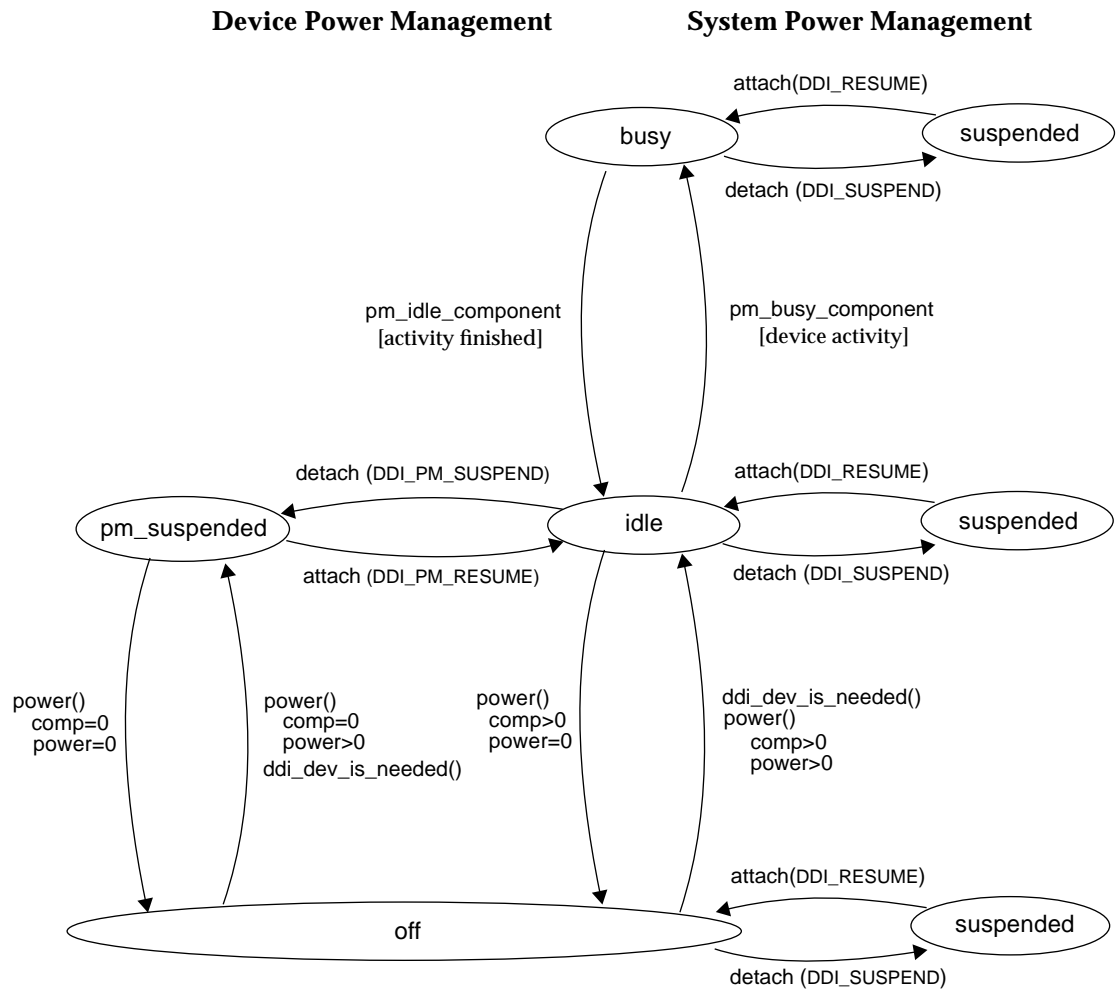 Device Power Management
System Power Management
attach(DDI_RESUME)
busy
suspended
detach (DDI_SUSPEND)
pm_idle_component
[activity finished]
pm_busy_component
[device activity]
detach (DDI_PM_SUSPEND)
attach(DDI_RESUME)
pm_suspended
idle
suspended
attach (DDI_PM_RESUME)
detach (DDI_SUSPEND)
power()
comp=0
power=0
power()
comp=0
power>0
ddi_dev_is_needed()
power()
comp>0
power=0
ddi_dev_is_needed()
power()
comp>0
power>0
attach(DDI_RESUME)
off
suspended
detach (DDI_SUSPEND)